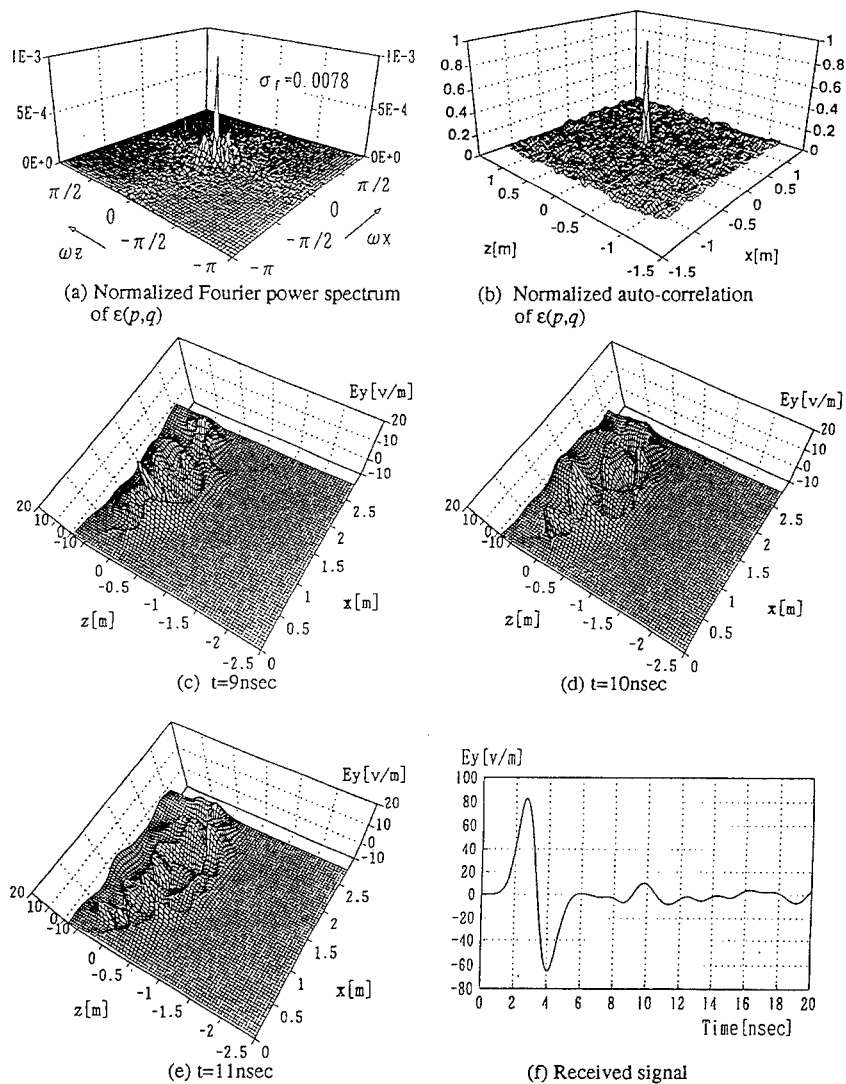 1E-3
5E-4
0E+0
σ_f=0.0078
1E-3
5E-4
0E+0
π/2
0
-π/2
-π
ωz
-π
-π/2
0
π/2
ωx
(a) Normalized Fourier power spectrum
of ε(p,q)
1
0.8
0.6
0.4
0.2
0
1
0.8
0.6
0.4
0.2
0
1
0.5
0
-0.5
-1
-1.5
z[m]
-1.5
-1
-0.5
0
0.5
1
x[m]
(b) Normalized auto-correlation
of ε(p,q)
Ey[v/m]
20
10
0
-10
20
10
0
-10
0
-0.5
-1
-1.5
-2
-2.5
z[m]
0
0.5
1
1.5
2
2.5
x[m]
(c) t=9nsec
Ey[v/m]
20
10
0
-10
20
10
0
-10
0
-0.5
-1
-1.5
-2
-2.5
z[m]
0
0.5
1
1.5
2
2.5
x[m]
(d) t=10nsec
Ey[v/m]
20
10
0
-10
20
10
0
-10
0
-0.5
-1
-1.5
-2
-2.5
z[m]
0
0.5
1
1.5
2
2.5
x[m]
(e) t=11nsec
Ey[v/m]
100
80
60
40
20
0
-20
-40
-60
-80
0 2 4 6 8 10 12 14 16 18 20
Time[nsec]
(f) Received signal